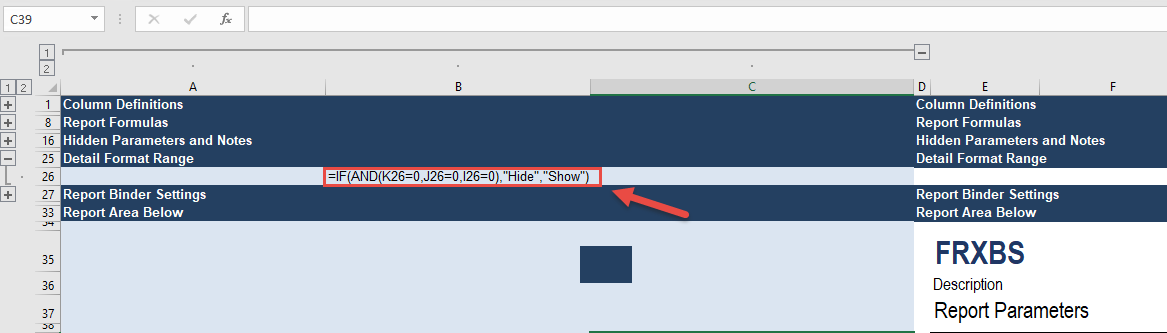 C39
fx
1
2
1 2
A B C D E F
1 Column Definitions Column Definitions
8 Report Formulas Report Formulas
16 Hidden Parameters and Notes Hidden Parameters and Notes
25 Detail Format Range Detail Format Range
26 =IF(AND(K26=0,J26=0,I26=0),"Hide","Show")
27 Report Binder Settings Report Binder Settings
33 Report Area Below Report Area Below
34
35 FRXBS
36 Description
37 Report Parameters
38